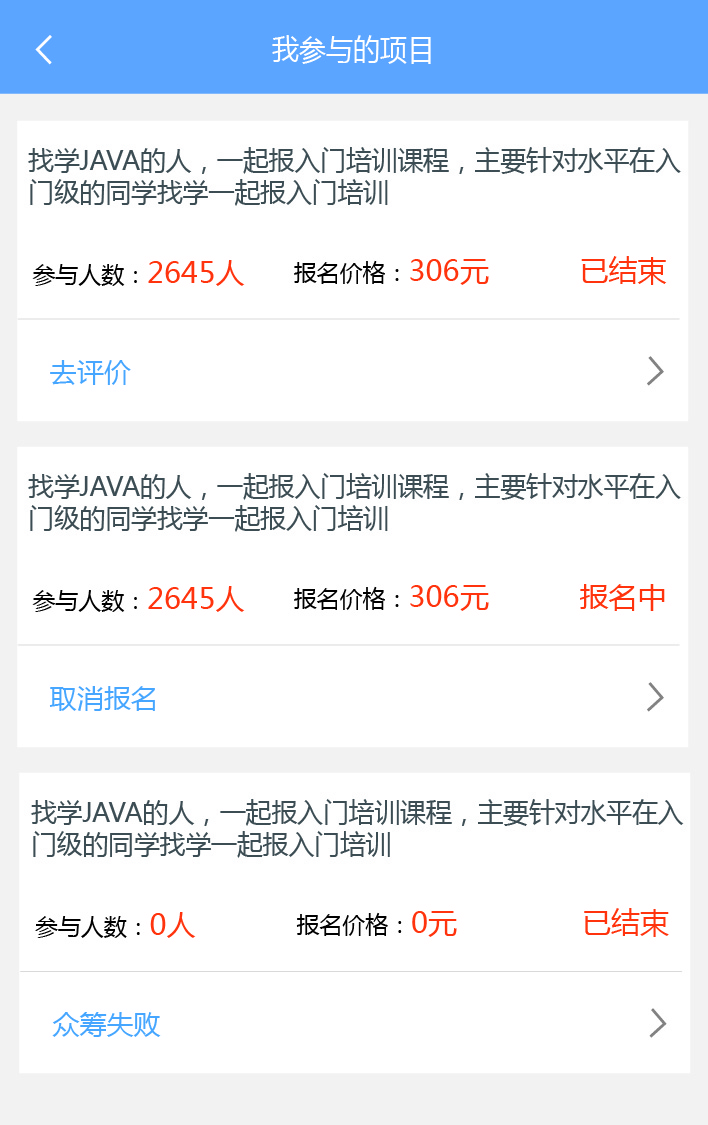 我参与的项目
找学JAVA的人，一起报入门培训课程，主要针对水平在入
门级的同学找学一起报入门培训
参与人数：2645人 报名价格：306元 已结束
去评价
找学JAVA的人，一起报入门培训课程，主要针对水平在入
门级的同学找学一起报入门培训
参与人数：2645人 报名价格：306元 报名中
取消报名
找学JAVA的人，一起报入门培训课程，主要针对水平在入
门级的同学找学一起报入门培训
参与人数：0人 报名价格：0元 已结束
众筹失败